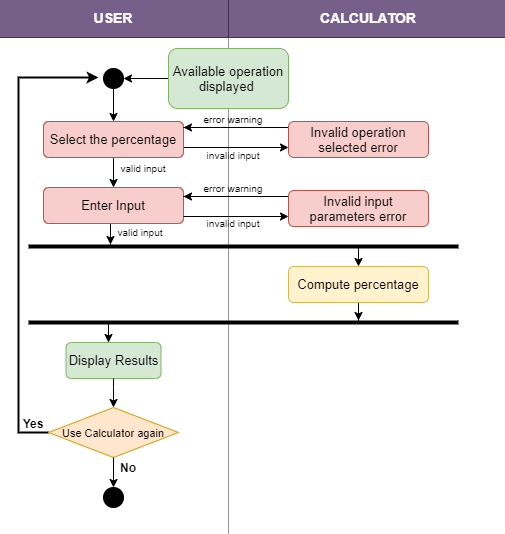 USER
CALCULATOR
Available operation
displayed
error warning
Select the percentage
Invalid operation
selected error
invalid input
valid input
error warning
Enter Input
Invalid input
parameters error
invalid input
valid input
Compute percentage
Display Results
Yes
Use Calculator again
No